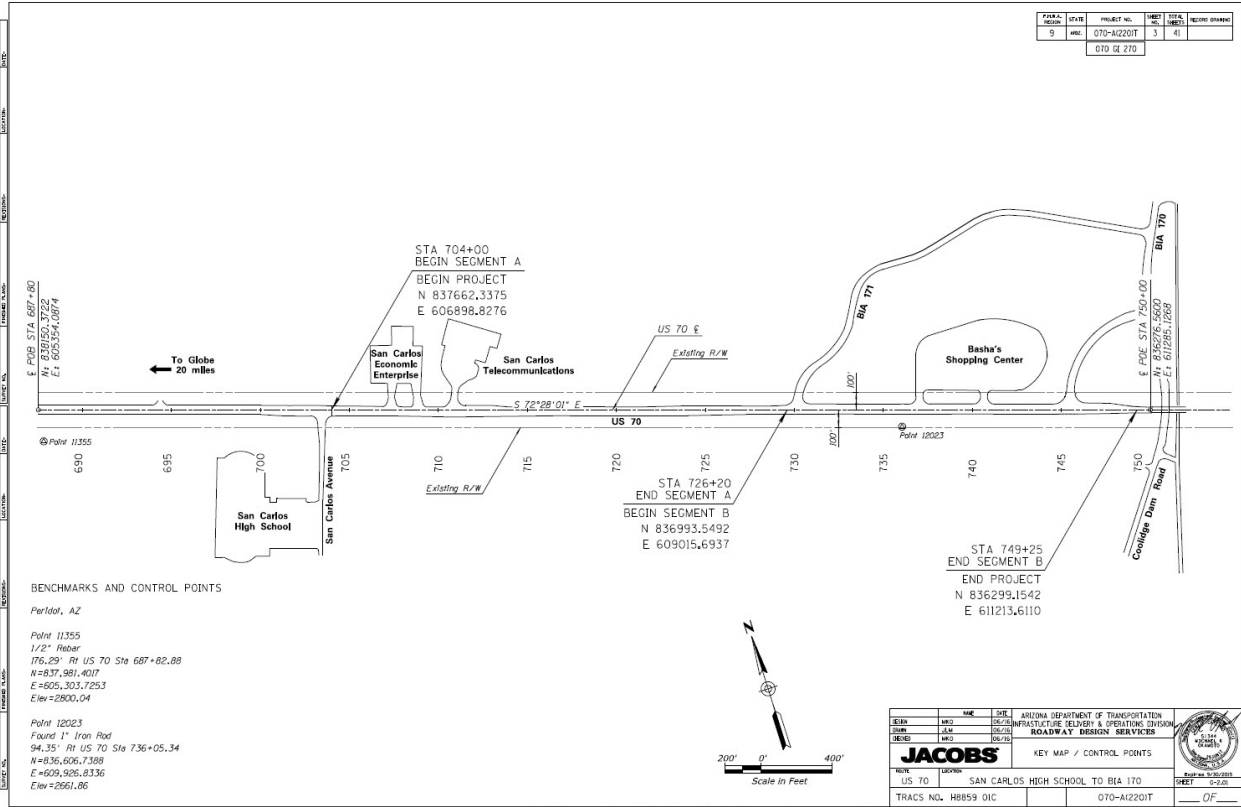 F.H.W.A. REGION STATE PROJECT NO. SHEET NO. TOTAL SHEETS RECORD DRAWING
9 ARIZ. 070-A(220)T 3 41
070 GI 270
STA 704+00
BEGIN SEGMENT A
BEGIN PROJECT
N 837662.3375
E 606898.8276
BIA 170
BIA 171
℄ POB STA 687+80
N: 838150.3722
E: 605354.0874
℄ POE STA 750+00
N: 836276.5600
E: 611285.1268
US 70 ℄
Existing R/W
To Globe
20 miles
San Carlos
Economic
Enterprise
San Carlos
Telecommunications
Basha's
Shopping Center
100'
S 72°28'01" E
US 70
100'
Point 11355
Point 12023
690
695
700
705
710
715
720
725
730
735
740
745
750
Existing R/W
San Carlos Avenue
San Carlos
High School
STA 726+20
END SEGMENT A
BEGIN SEGMENT B
N 836993.5492
E 609015.6937
Coolidge Dam Road
STA 749+25
END SEGMENT B
END PROJECT
N 836299.1542
E 611213.6110
BENCHMARKS AND CONTROL POINTS
Peridot, AZ
Point 11355
1/2" Rebar
176.29' Rt US 70 Sta 687+82.88
N=837,981.4017
E=605,303.7253
Elev=2800.04
Point 12023
Found 1" Iron Rod
94.35' Rt US 70 Sta 736+05.34
N=836,606.7388
E=609,926.8336
Elev=2661.86
N
200' 0' 400'
Scale in Feet
NAME DATE
DESIGN MKO 06/16
DRAWN JLM 06/16
CHECKED MKO 06/16
ARIZONA DEPARTMENT OF TRANSPORTATION
INFRASTUCTURE DELIVERY & OPERATIONS DIVISION
ROADWAY DESIGN SERVICES
JACOBS
KEY MAP / CONTROL POINTS
ROUTE LOCATION
US 70 SAN CARLOS HIGH SCHOOL TO BIA 170
SHEET G-2.01
TRACS NO. H8859 01C 070-A(220)T OF